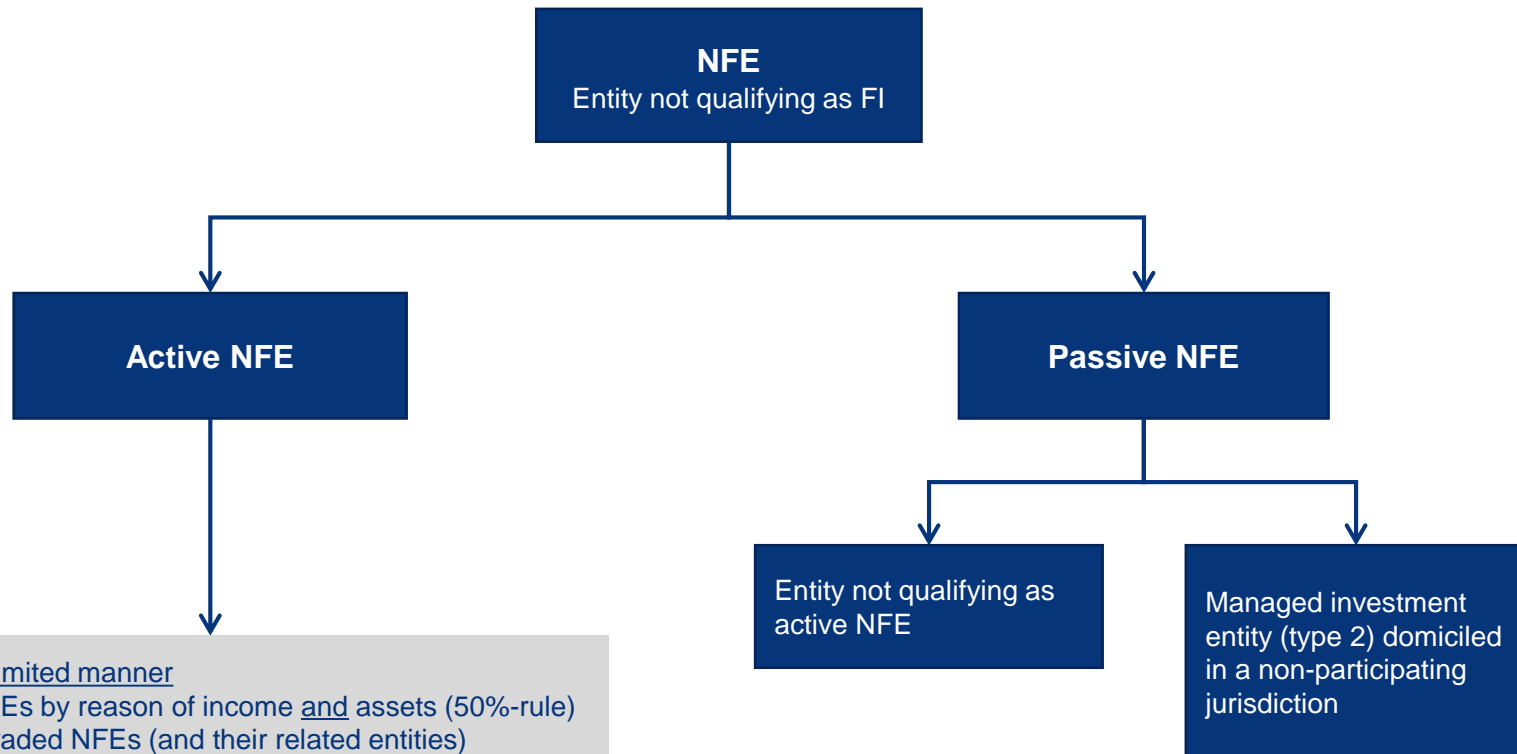 NFE
Entity not qualifying as FI
Active NFE
Passive NFE
Entity not qualifying as
active NFE
Managed investment
entity (type 2) domiciled
in a non-participating
jurisdiction
mited manner
Es by reason of income and assets (50%-rule)
aded NFEs (and their related entities)